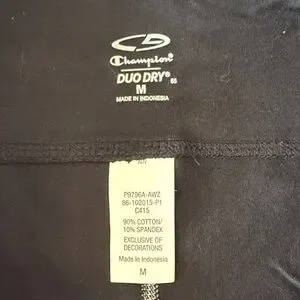 Champion
DUO DRY® 65
M
MADE IN INDONESIA
P9796A-AWZ
86-102015-P1
C415
90% COTTON/
10% SPANDEX
EXCLUSIVE OF
DECORATIONS
Made in Indonesia
M